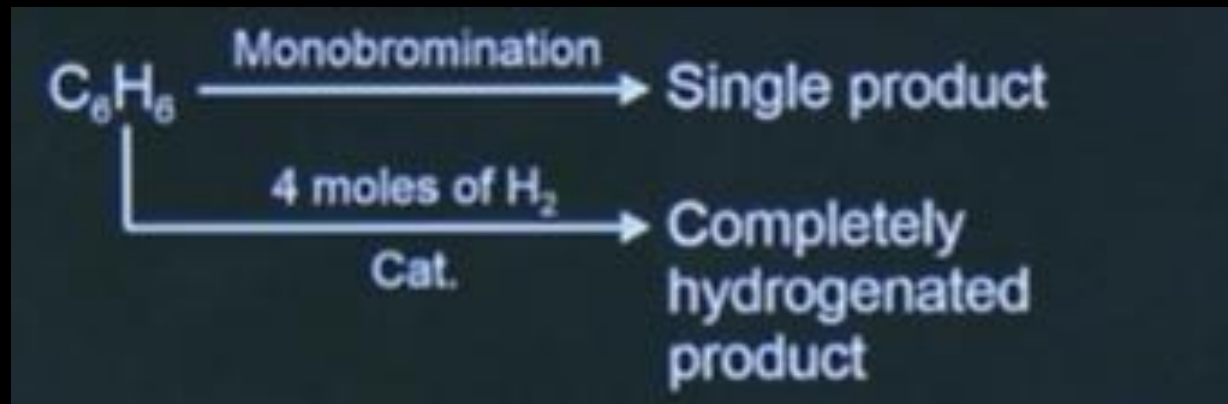 Monobromination
C₆H₆ Single product
4 moles of H₂
Cat.
Completely
hydrogenated
product